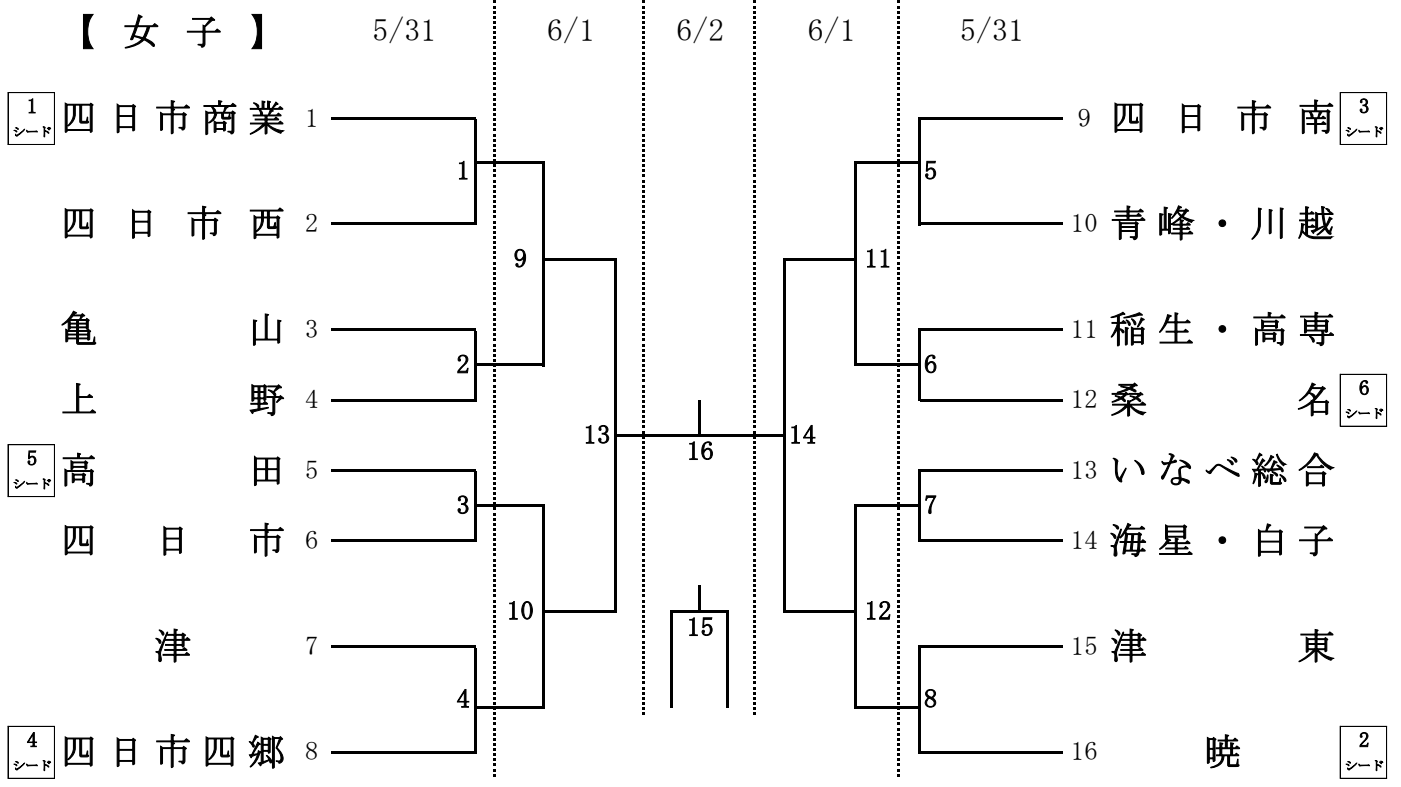 【女子】 5/31 6/1 6/2 6/1 5/31
1 シード 四日市商業 1
9 四日市南 3 シード
1
5
四日市西 2
10 青峰・川越
9
11
亀山 3
11 稲生・高専
2
6
上野 4
12 桑名 6 シード
13
16
14
5 シード 高田 5
13 いなべ総合
3
7
四日市 6
14 海星・白子
10
15
12
津 7
15 津東
4
8
4 シード 四日市四郷 8
16 暁 2 シード